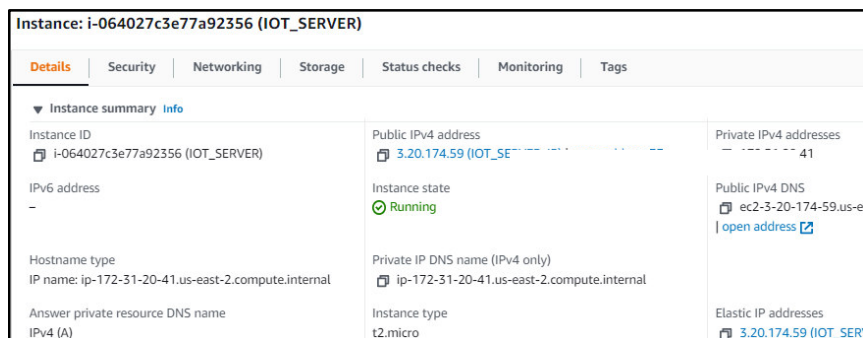 Instance: i-064027c3e77a92356 (IOT_SERVER)
Details Security Networking Storage Status checks Monitoring Tags
Instance summary Info
Instance ID Public IPv4 address Private IPv4 addresses
i-064027c3e77a92356 (IOT_SERVER) 3.20.174.59 (IOT_SE 41
IPv6 address Instance state Public IPv4 DNS
– Running ec2-3-20-174-59.us-e
| open address
Hostname type Private IP DNS name (IPv4 only)
IP name: ip-172-31-20-41.us-east-2.compute.internal ip-172-31-20-41.us-east-2.compute.internal
Answer private resource DNS name Instance type Elastic IP addresses
IPv4 (A) t2.micro 3.20.174.59 (IOT_SER